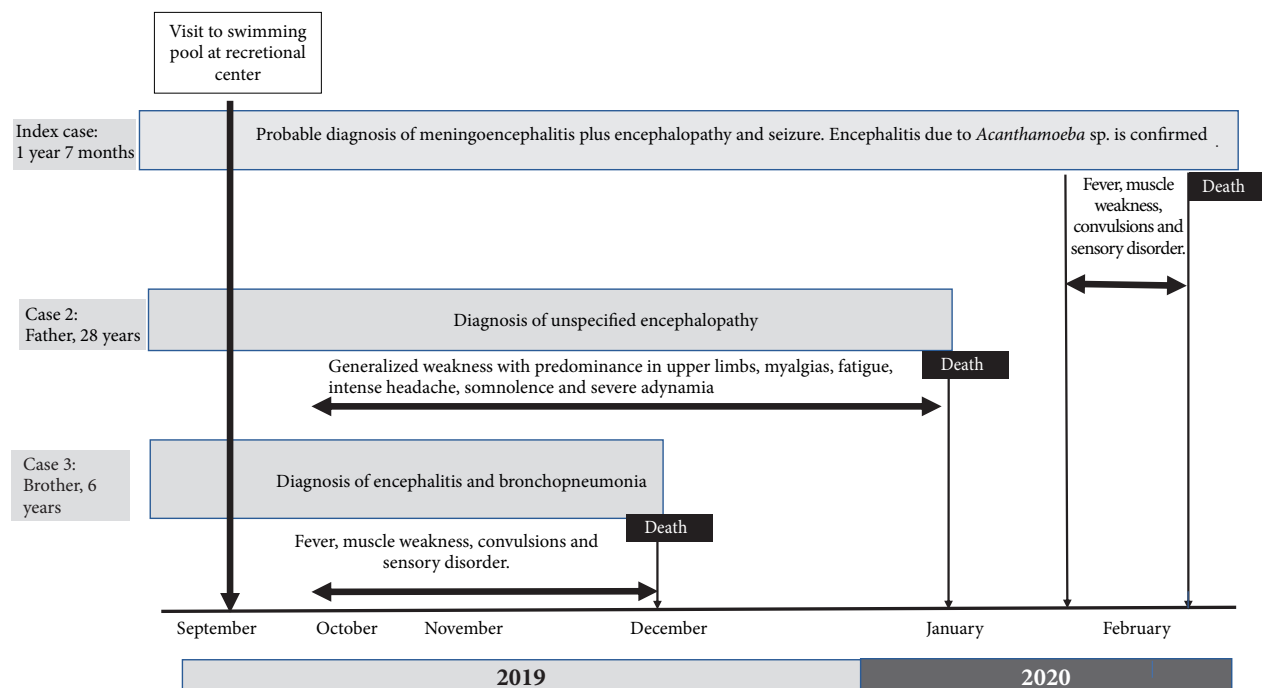 Visit to swimming
pool at recretional
center
Index case:
1 year 7 months
Probable diagnosis of meningoencephalitis plus encephalopathy and seizure. Encephalitis due to Acanthamoeba sp. is confirmed .
Fever, muscle
weakness,
convulsions and
sensory disorder.
Death
Case 2:
Father, 28 years
Diagnosis of unspecified encephalopathy
Generalized weakness with predominance in upper limbs, myalgias, fatigue,
intense headache, somnolence and severe adynamia
Death
Case 3:
Brother, 6
years
Diagnosis of encephalitis and bronchopneumonia
Death
Fever, muscle weakness, convulsions and
sensory disorder.
September October November December January February
2019 2020